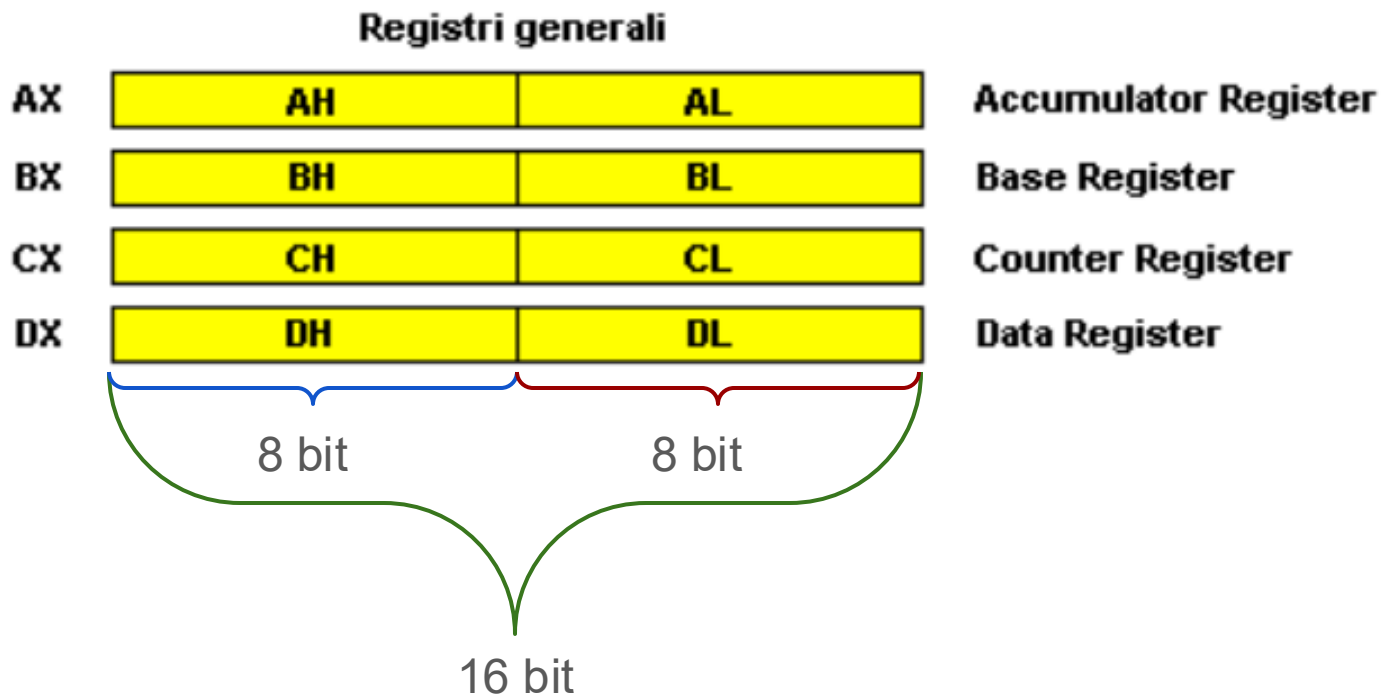 Registri generali
AX AH AL Accumulator Register
BX BH BL Base Register
CX CH CL Counter Register
DX DH DL Data Register
8 bit 8 bit
16 bit